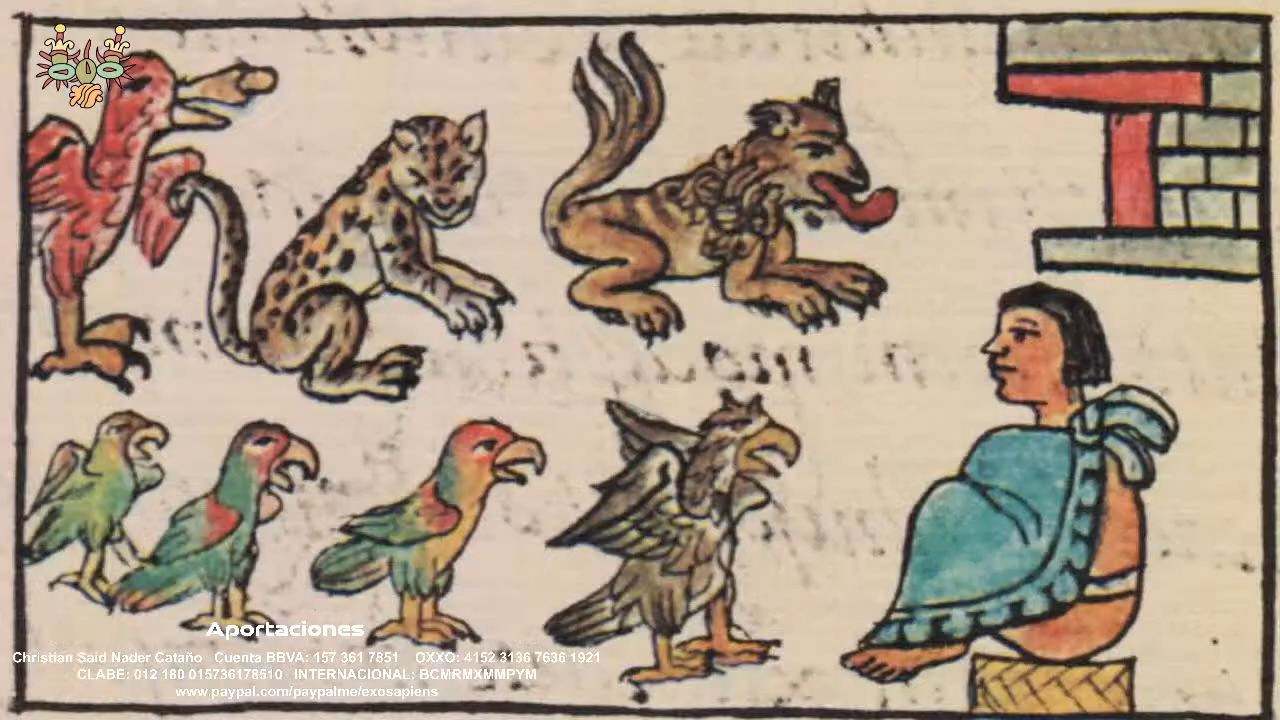 Aportaciones
Christian Said Nader Cataño Cuenta BBVA: 157 361 7851 OXXO: 4152 3136 7636 1921
CLABE: 012 180 015736178510 INTERNACIONAL: BCMRMXMMPYM
www.paypal.com/paypalme/exosapiens